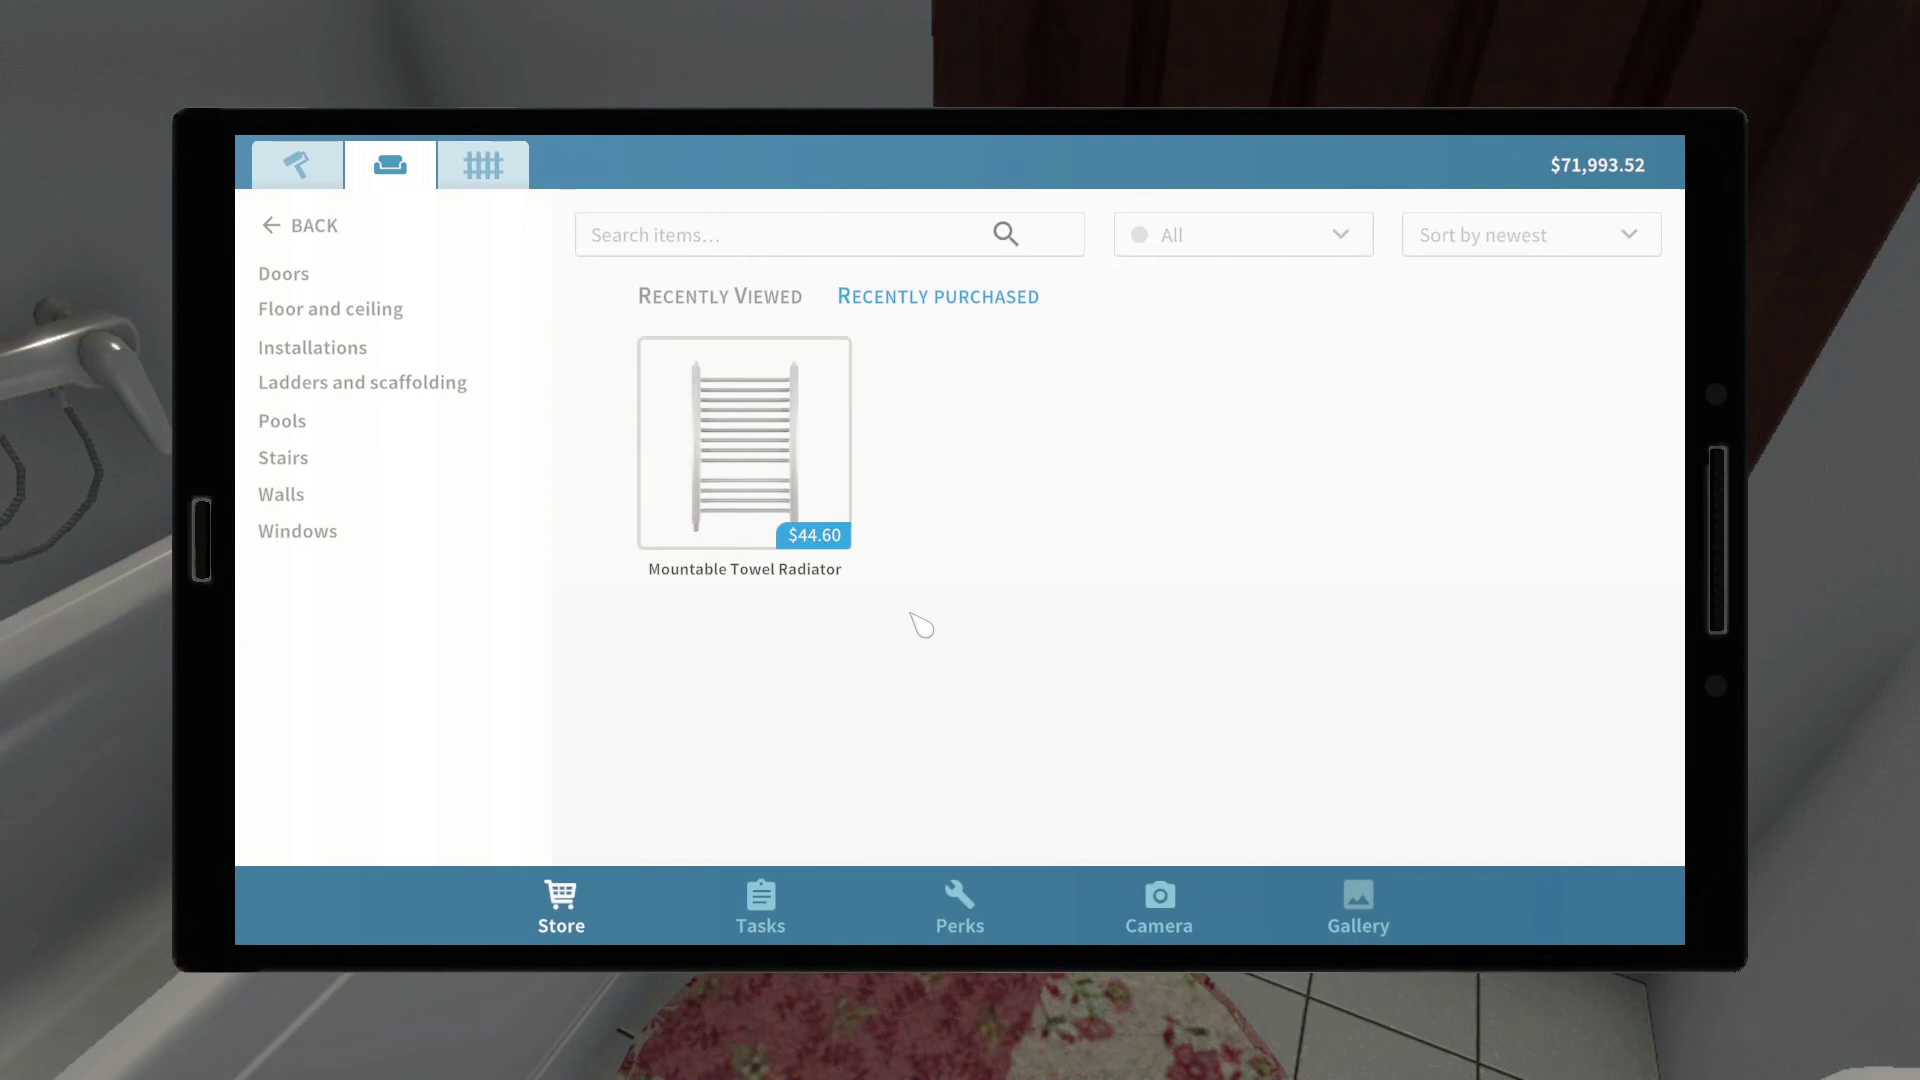 $71,993.52
BACK
Search items...
All
Sort by newest
Doors
Floor and ceiling
Installations
Ladders and scaffolding
Pools
Stairs
Walls
Windows
RECENTLY VIEWED
RECENTLY PURCHASED
$44.60
Mountable Towel Radiator
Store
Tasks
Perks
Camera
Gallery